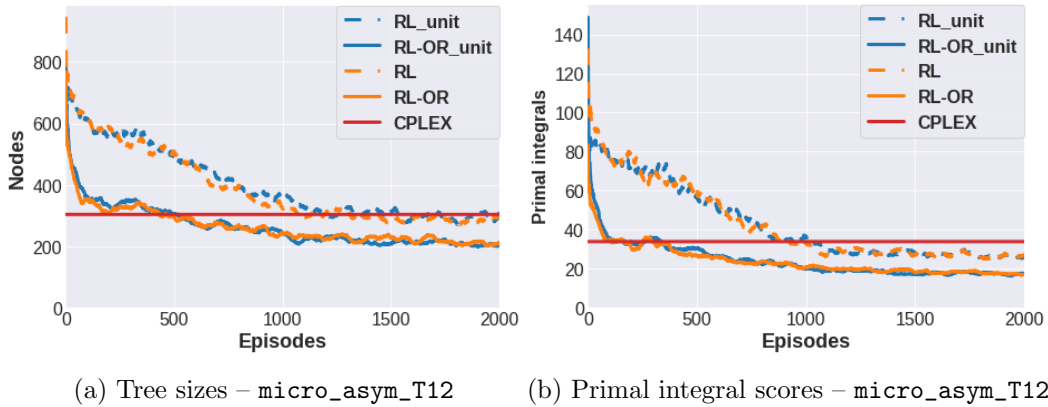 RL_unit
RL-OR_unit
RL
RL-OR
CPLEX
800
600
400
200
0
Nodes
0 500 1000 1500 2000
Episodes
(a) Tree sizes – micro_asym_T12
RL_unit
RL-OR_unit
RL
RL-OR
CPLEX
140
120
100
80
60
40
20
0
Primal integrals
0 500 1000 1500 2000
Episodes
(b) Primal integral scores – micro_asym_T12